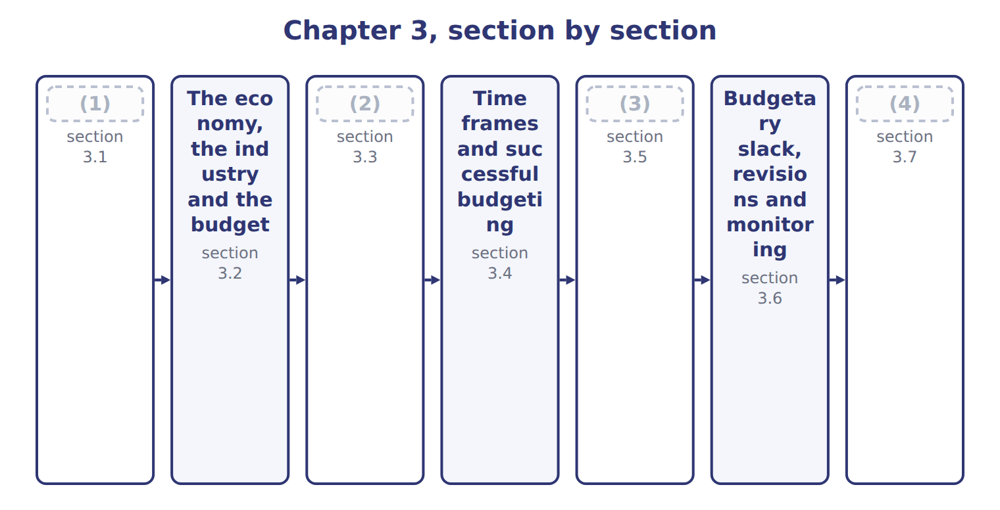 Chapter 3, section by section
(1)
section
3.1
The eco
nomy,
the ind
ustry
and the
budget
section
3.2
(2)
section
3.3
Time
frames
and suc
cessful
budgeti
ng
section
3.4
(3)
section
3.5
Budgeta
ry
slack,
revisio
ns and
monitor
ing
section
3.6
(4)
section
3.7